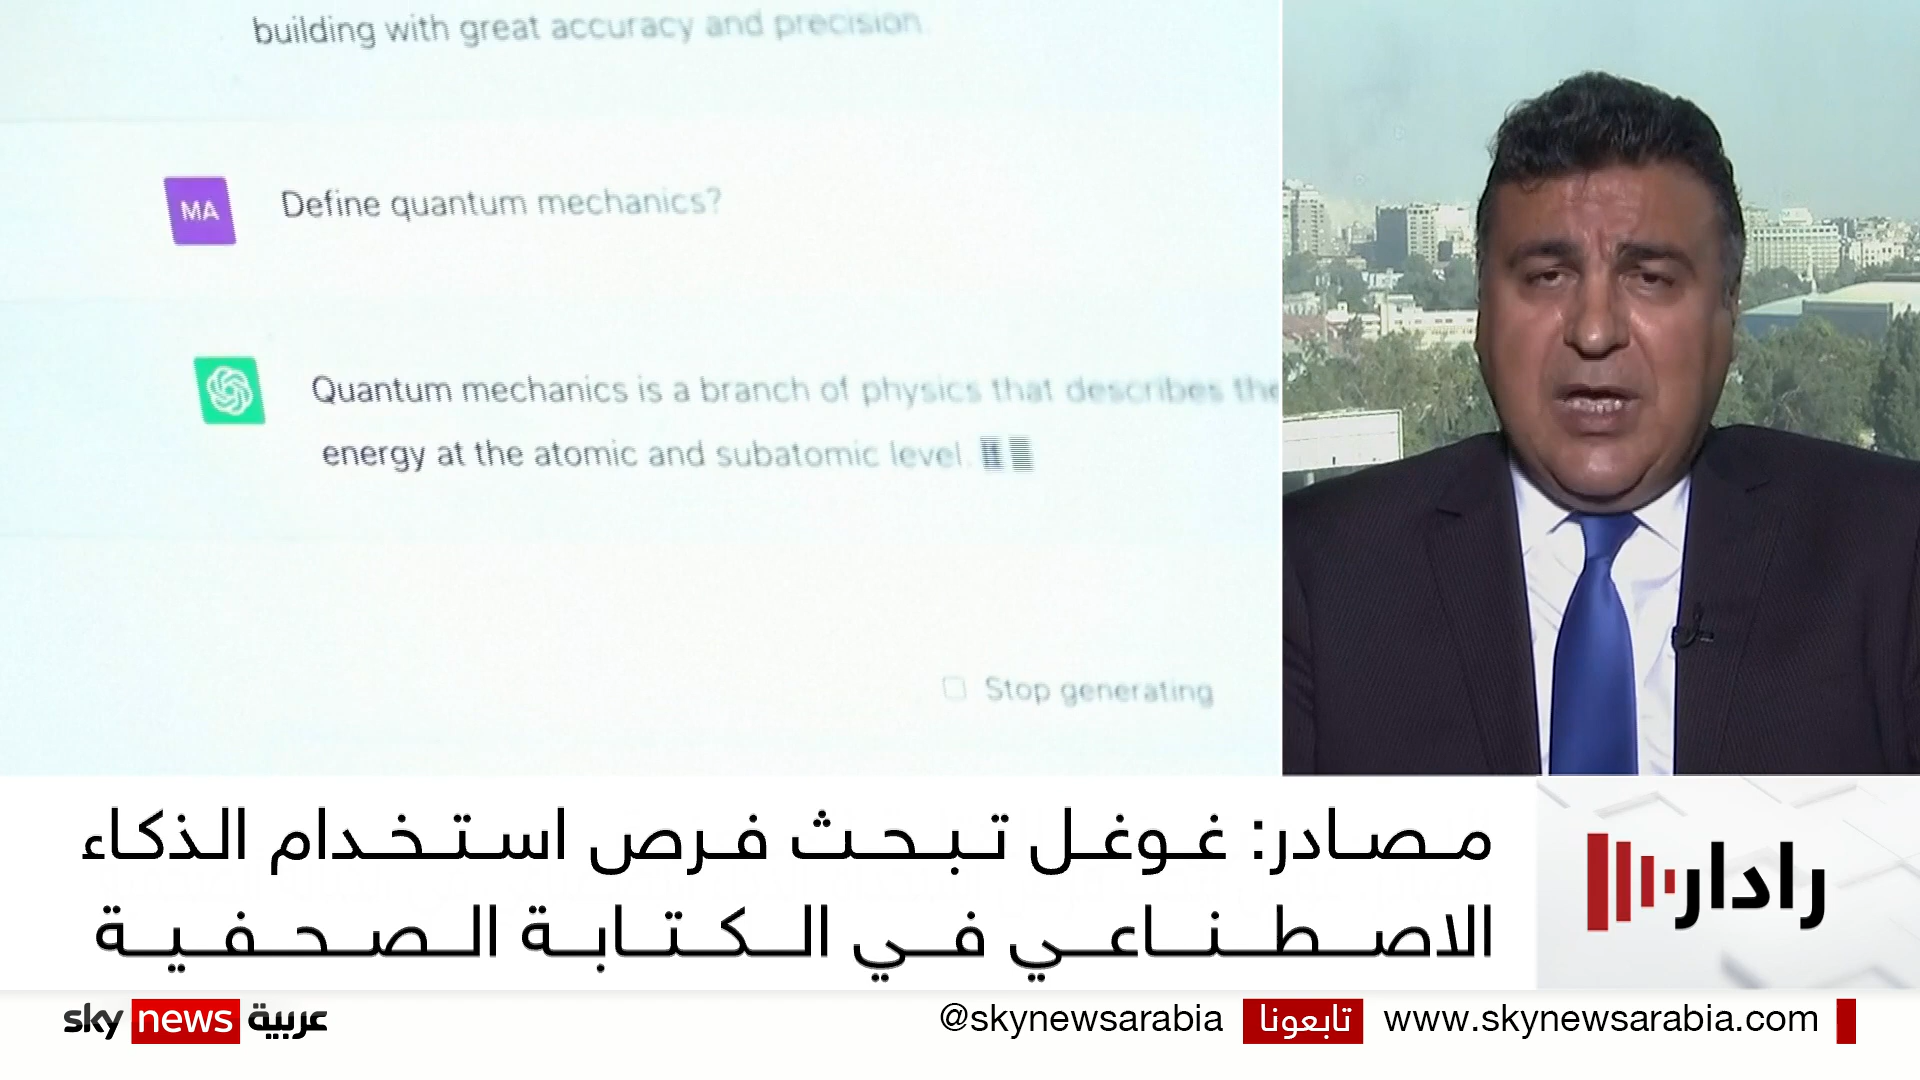 building with great accuracy and precision.
MA
Define quantum mechanics?
Quantum mechanics is a branch of physics that describes the
energy at the atomic and subatomic level.
Stop generating
مصادر: غوغل تبحث فرص استخدام الذكاء
الاصطناعي في الكتابة الصحفية
رادار
sky news عربية
@skynewsarabia تابعونا www.skynewsarabia.com